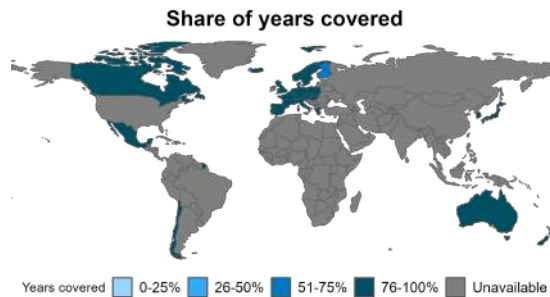 Share of years covered
Years covered 0-25% 26-50% 51-75% 76-100% Unavailable